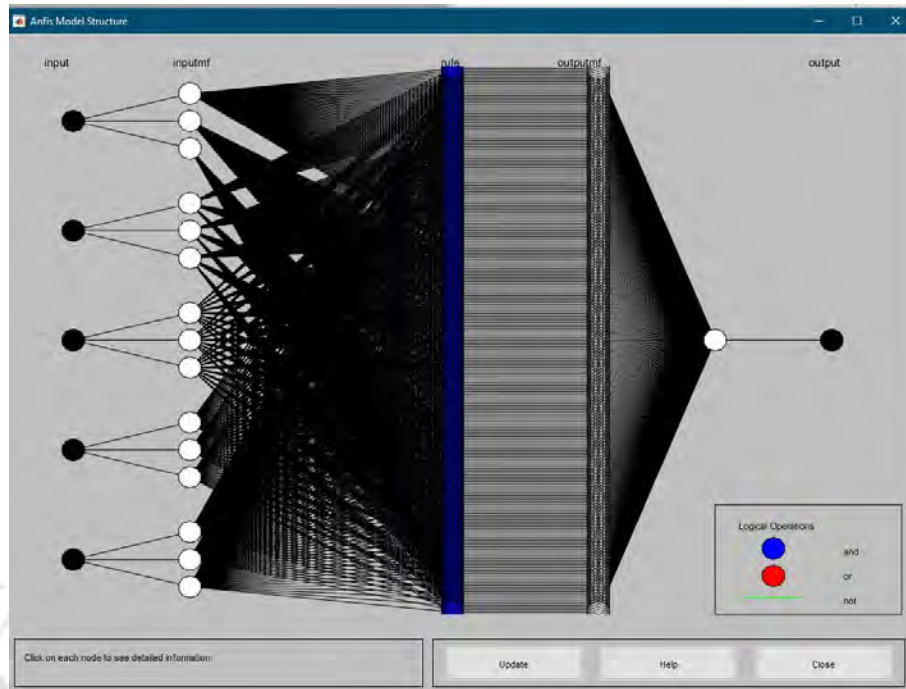 Anfis Model Structure
input inputmf rule outputmf output
Logical Operations
and
or
not
Click on each node to see detailed information
Update Help Close